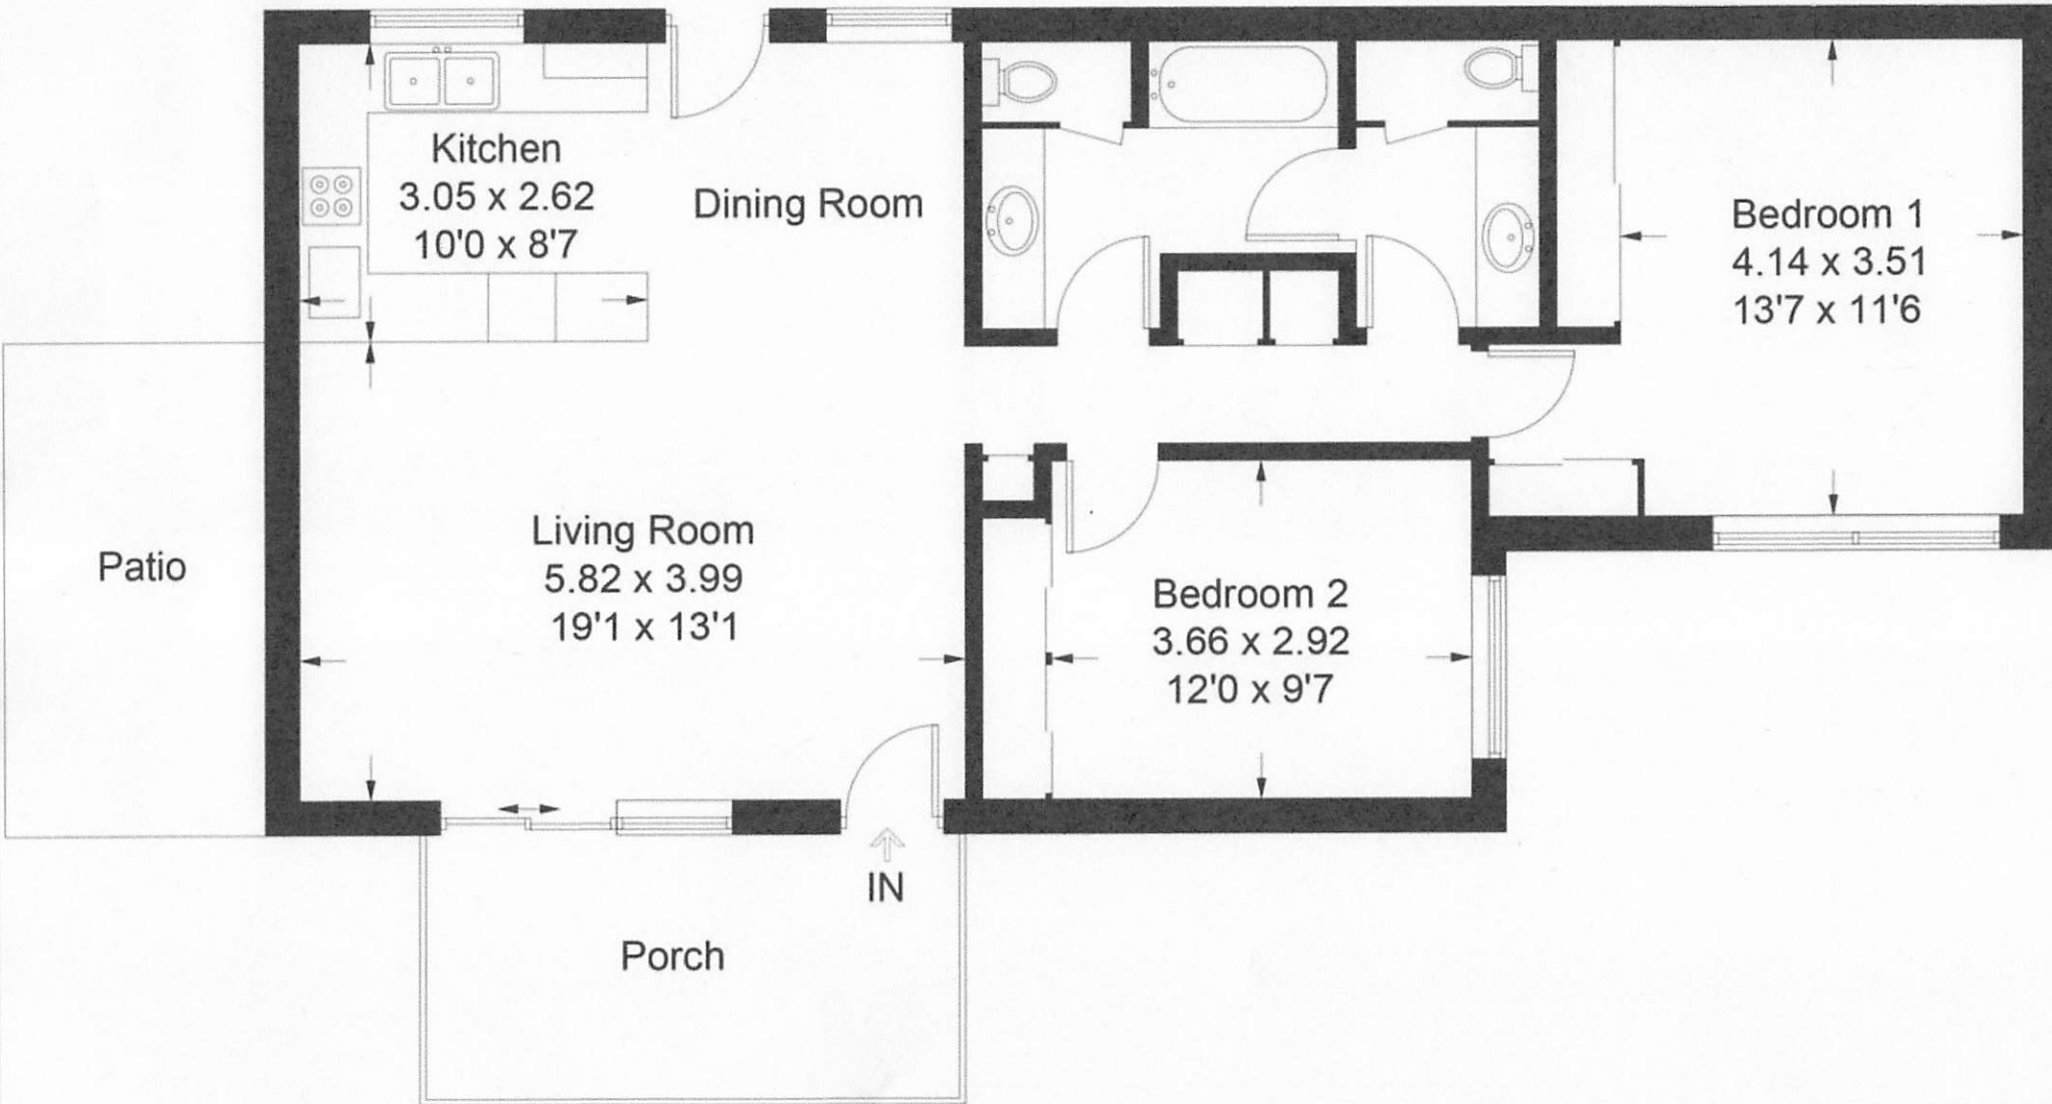 Kitchen
3.05 x 2.62
10'0 x 8'7
Dining Room
Bedroom 1
4.14 x 3.51
13'7 x 11'6
Living Room
5.82 x 3.99
19'1 x 13'1
Patio
Bedroom 2
3.66 x 2.92
12'0 x 9'7
IN
Porch